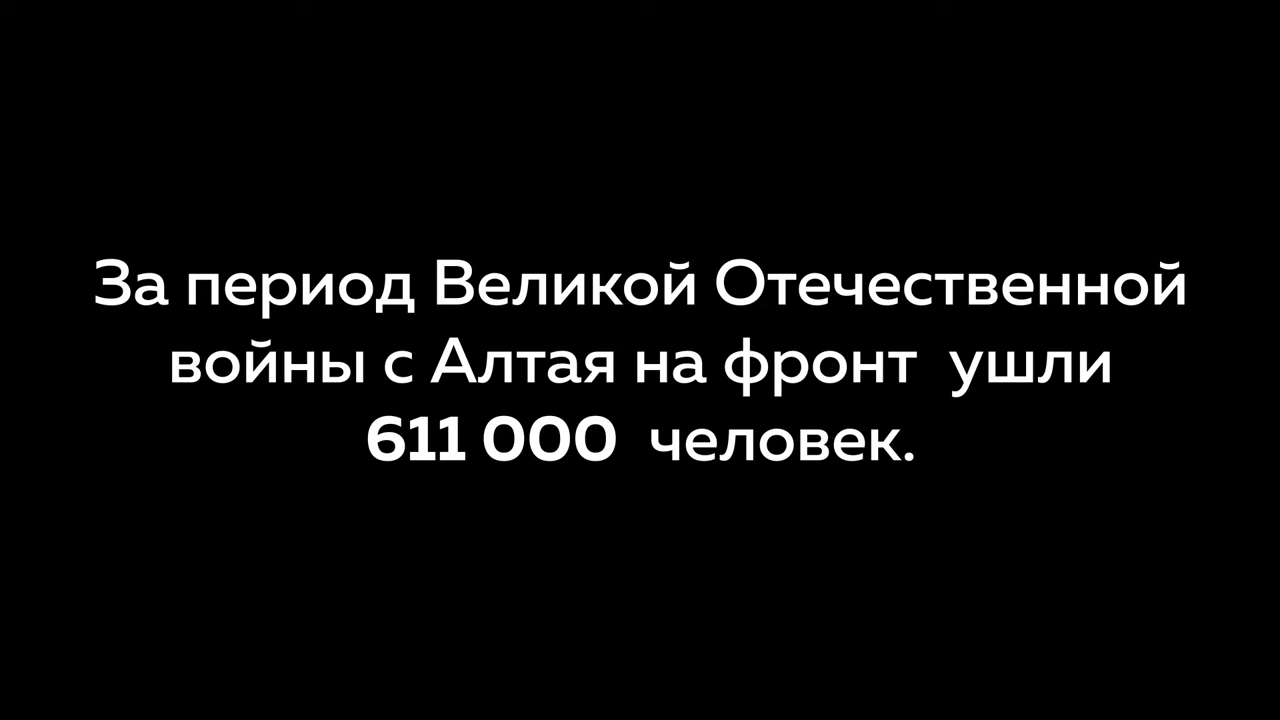 За период Великой Отечественной
войны с Алтая на фронт  ушли
611 000  человек.